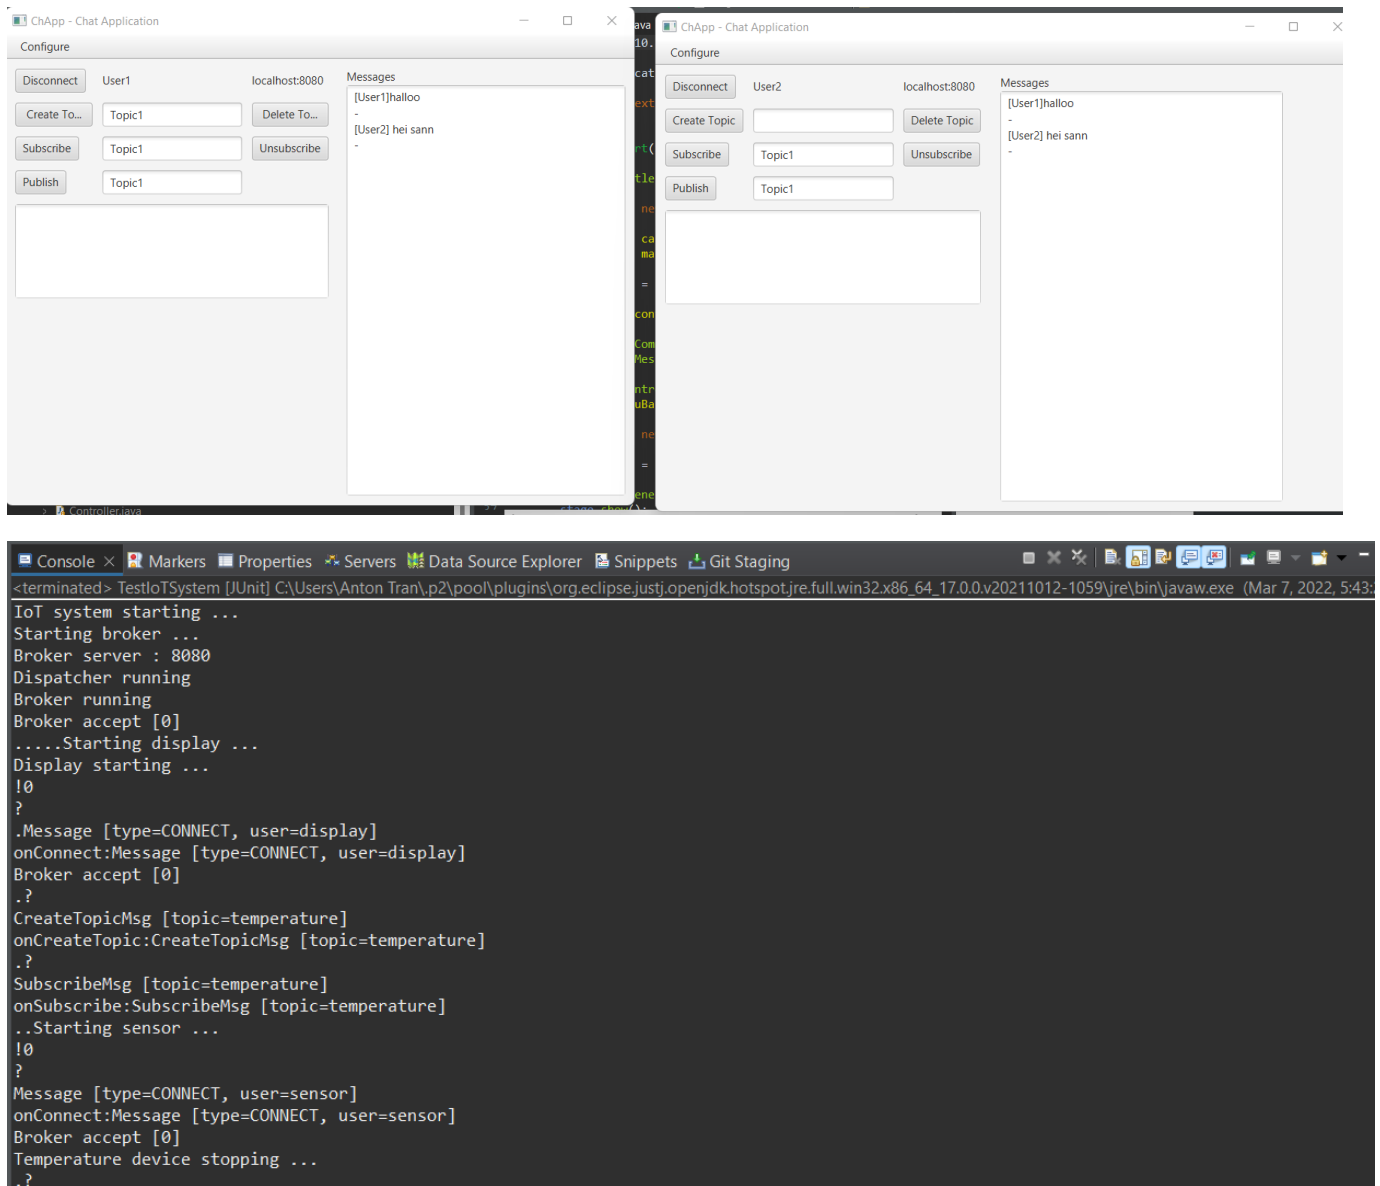 ChApp - Chat Application
Configure
Disconnect User1 localhost:8080
Create To... Topic1 Delete To...
Subscribe Topic1 Unsubscribe
Publish Topic1
Messages
[User1]halloo
-
[User2] hei sann
-
ChApp - Chat Application
Configure
Disconnect User2 localhost:8080
Create Topic Delete Topic
Subscribe Topic1 Unsubscribe
Publish Topic1
Messages
[User1]halloo
-
[User2] hei sann
-
Controller.java
stage.show();
Console Markers Properties Servers Data Source Explorer Snippets Git Staging
<terminated> TestIoTSystem [JUnit] C:\Users\Anton Tran\.p2\pool\plugins\org.eclipse.justj.openjdk.hotspot.jre.full.win32.x86_64_17.0.0.v20211012-1059\jre\bin\javaw.exe (Mar 7, 2022, 5:43:
IoT system starting ...
Starting broker ...
Broker server : 8080
Dispatcher running
Broker running
Broker accept [0]
.....Starting display ...
Display starting ...
!0
?
.Message [type=CONNECT, user=display]
onConnect:Message [type=CONNECT, user=display]
Broker accept [0]
.?
CreateTopicMsg [topic=temperature]
onCreateTopic:CreateTopicMsg [topic=temperature]
.?
SubscribeMsg [topic=temperature]
onSubscribe:SubscribeMsg [topic=temperature]
..Starting sensor ...
!0
?
Message [type=CONNECT, user=sensor]
onConnect:Message [type=CONNECT, user=sensor]
Broker accept [0]
Temperature device stopping ...
.?